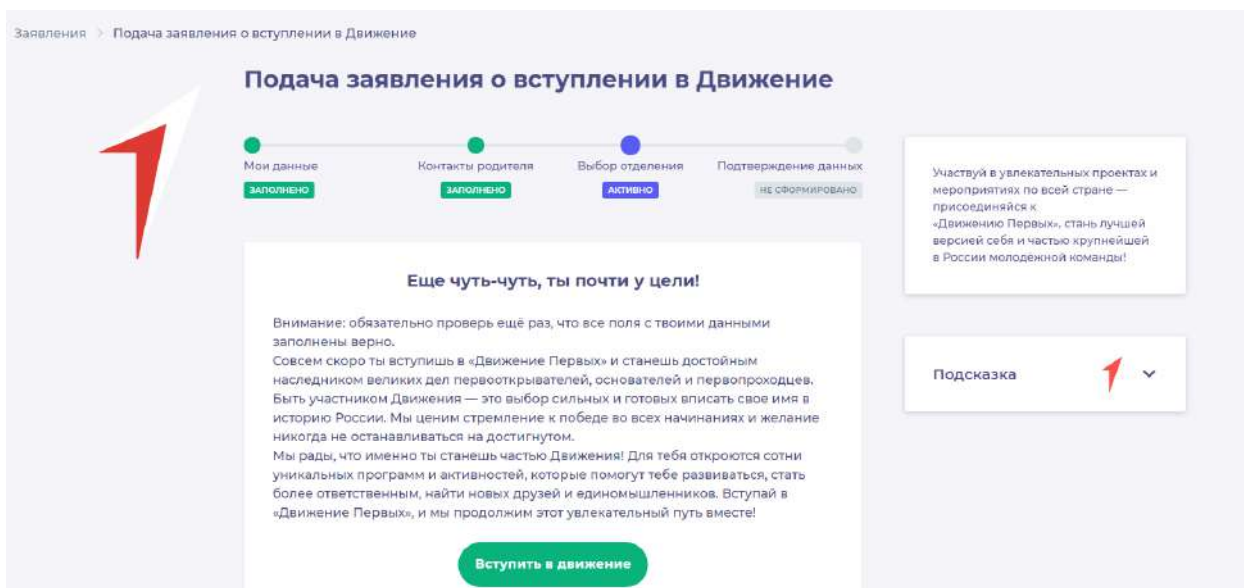 Заявления > Подача заявления о вступлении в Движение
Подача заявления о вступлении в Движение
Мои данные
Контакты родителя
Выбор отделения
Подтверждение данных
ЗАПОЛНЕНО
ЗАПОЛНЕНО
АКТИВНО
НЕ СФОРМИРОВАНО
Еще чуть-чуть, ты почти у цели!
Внимание: обязательно проверь ещё раз, что все поля с твоими данными
заполнены верно.
Совсем скоро ты вступишь в «Движение Первых» и станешь достойным
наследником великих дел первооткрывателей, основателей и первопроходцев.
Быть участником Движения — это выбор сильных и готовых вписать свое имя в
историю России. Мы ценим стремление к победе во всех начинаниях и желание
никогда не останавливаться на достигнутом.
Мы рады, что именно ты станешь частью Движения! Для тебя откроются сотни
уникальных программ и активностей, которые помогут тебе развиваться, стать
более ответственным, найти новых друзей и единомышленников. Вступай в
«Движение Первых», и мы продолжим этот увлекательный путь вместе!
Вступить в движение
Участвуй в увлекательных проектах и
мероприятиях по всей стране —
присоединяйся к
«Движению Первых», стань лучшей
версией себя и частью крупнейшей
в России молодежной команды!
Подсказка